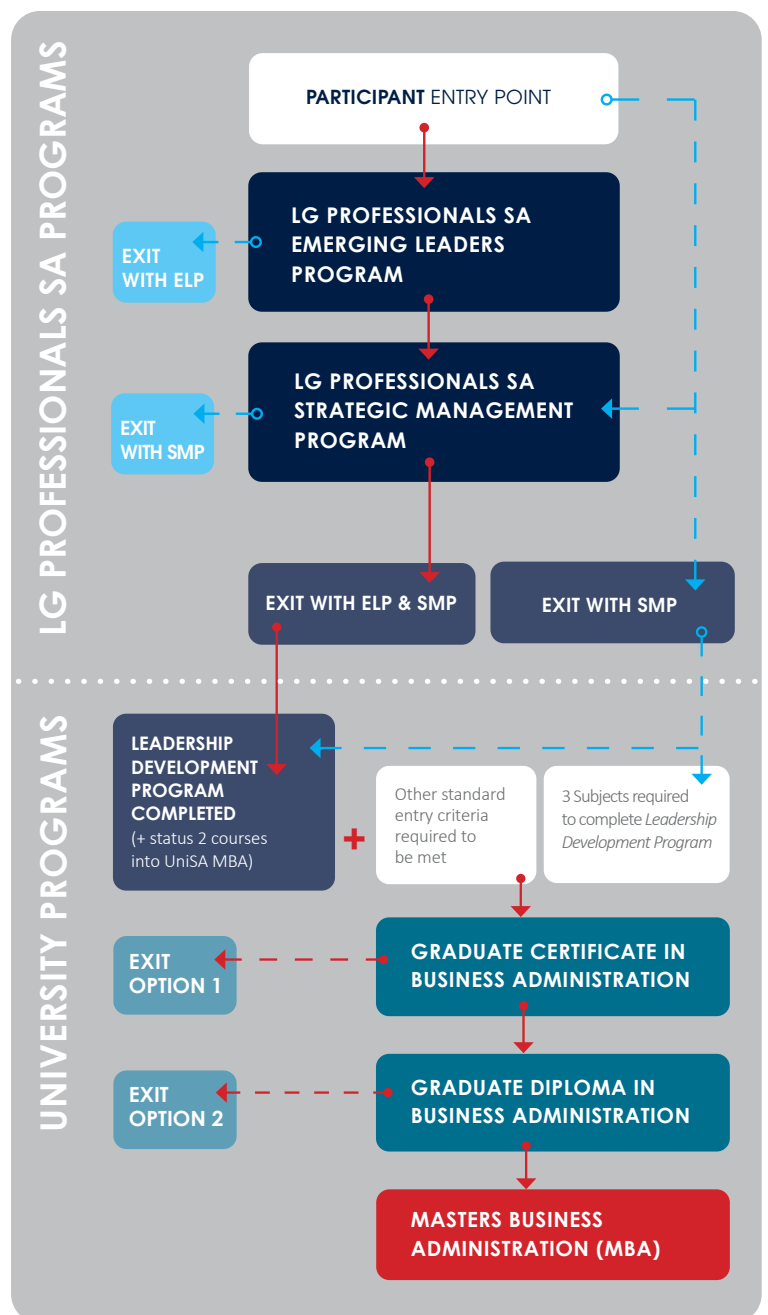 LG PROFESSIONALS SA PROGRAMS
PARTICIPANT ENTRY POINT
LG PROFESSIONALS SA
EMERGING LEADERS
PROGRAM
EXIT
WITH ELP
LG PROFESSIONALS SA
STRATEGIC MANAGEMENT
PROGRAM
EXIT
WITH SMP
EXIT WITH ELP & SMP
EXIT WITH SMP
UNIVERSITY PROGRAMS
LEADERSHIP
DEVELOPMENT
PROGRAM
COMPLETED
(+ status 2 courses
into UniSA MBA)
+
Other standard
entry criteria
required to
be met
3 Subjects required
to complete Leadership
Development Program
GRADUATE CERTIFICATE IN
BUSINESS ADMINISTRATION
EXIT
OPTION 1
GRADUATE DIPLOMA IN
BUSINESS ADMINISTRATION
EXIT
OPTION 2
MASTERS BUSINESS
ADMINISTRATION (MBA)